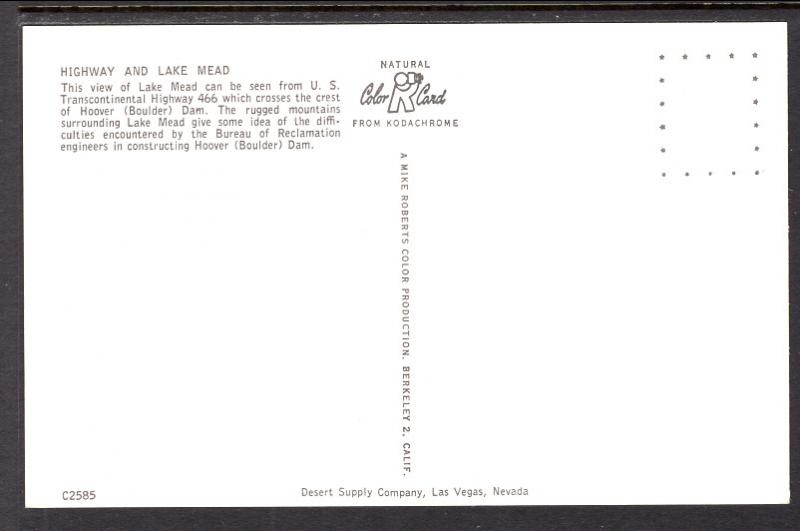 HIGHWAY AND LAKE MEAD
This view of Lake Mead can be seen from U. S.
Transcontinental Highway 466 which crosses the crest
of Hoover (Boulder) Dam. The rugged mountains
surrounding Lake Mead give some idea of the diffi-
culties encountered by the Bureau of Reclamation
engineers in constructing Hoover (Boulder) Dam.
NATURAL
Color Card
FROM KODACHROME
A MIKE ROBERTS COLOR PRODUCTION. BERKELEY 2, CALIF.
C2585
Desert Supply Company, Las Vegas, Nevada